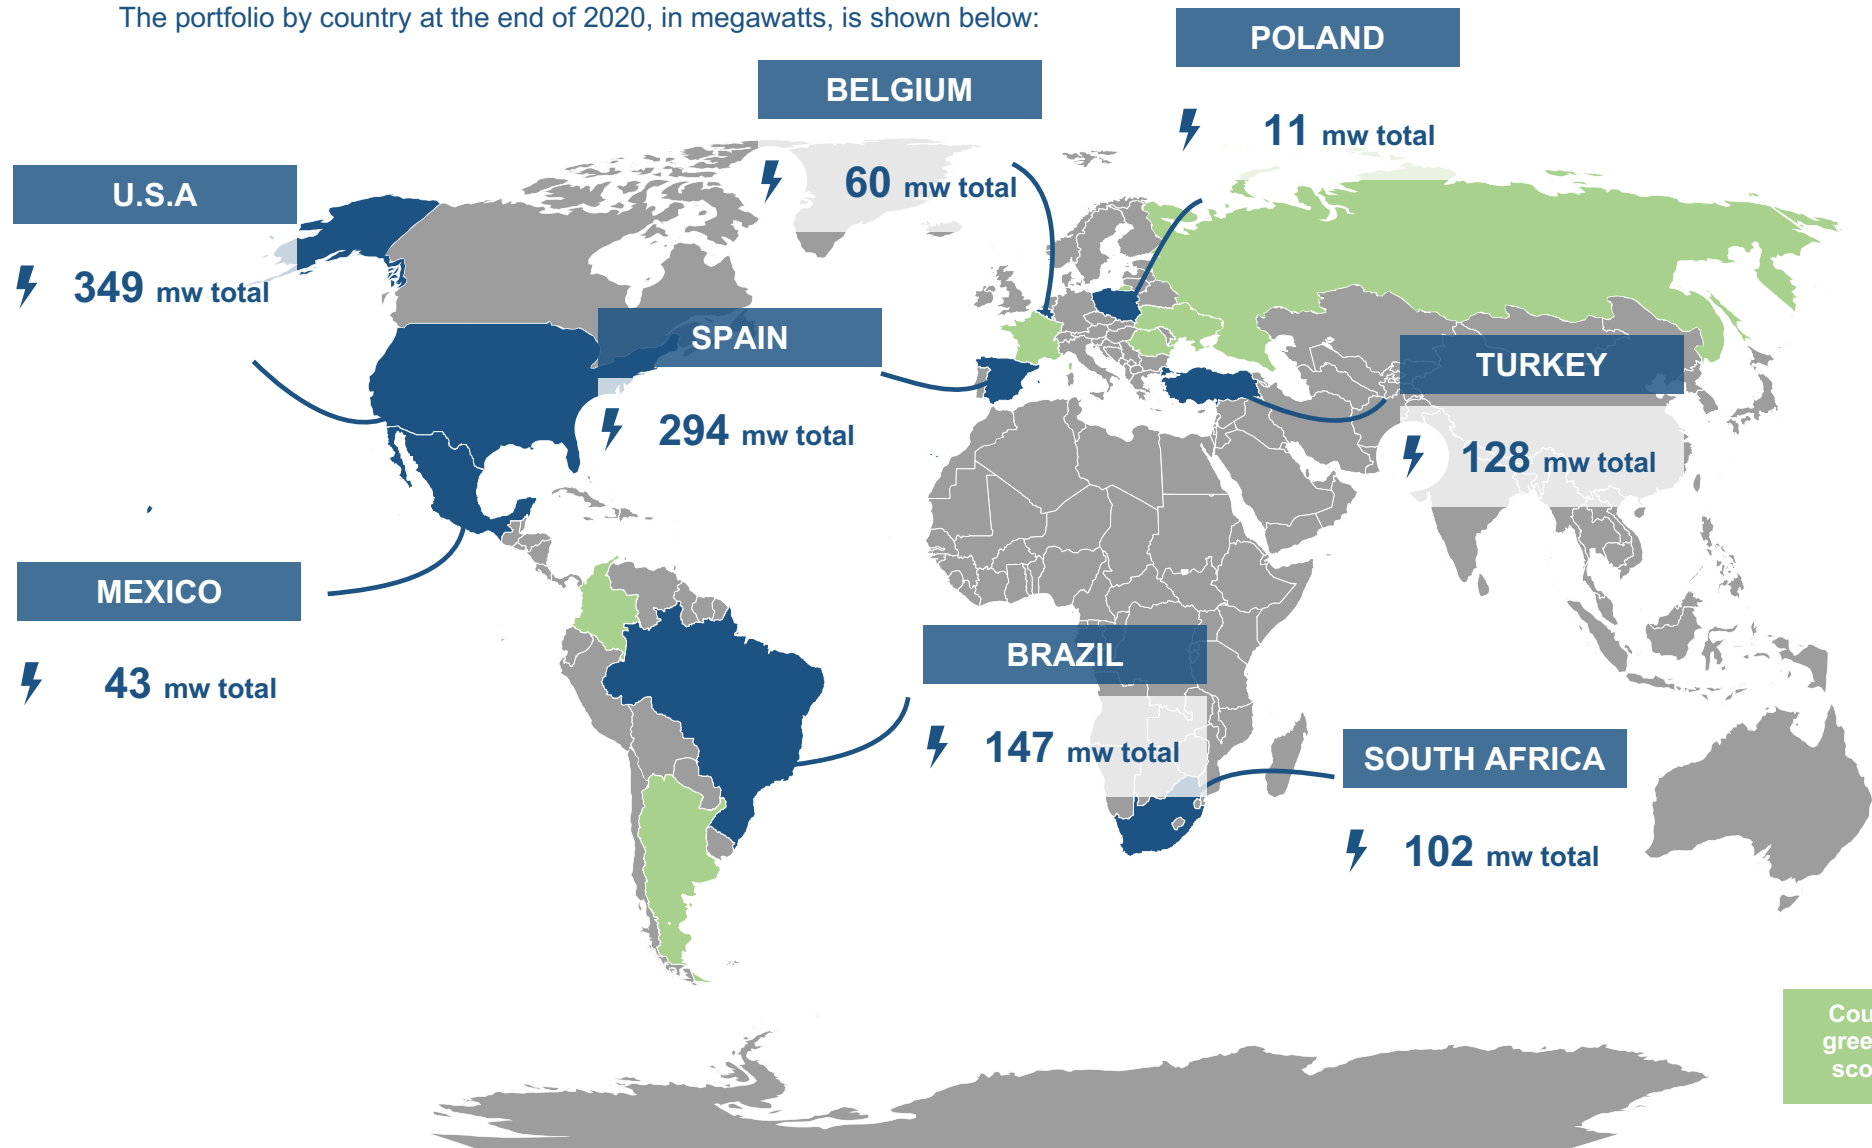 The portfolio by country at the end of 2020, in megawatts, is shown below:
POLAND
11 mw total
BELGIUM
60 mw total
U.S.A
349 mw total
SPAIN
294 mw total
TURKEY
128 mw total
MEXICO
43 mw total
BRAZIL
147 mw total
SOUTH AFRICA
102 mw total